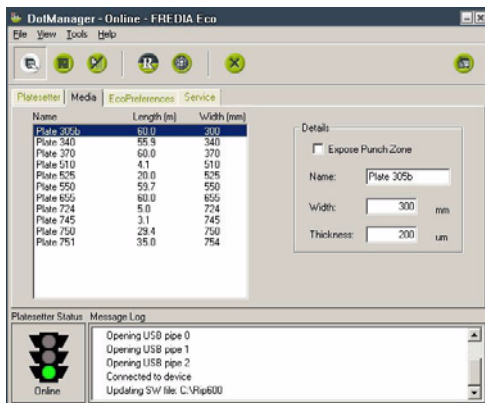 DotManager - Online - FREDIA Eco
File View Tools Help
R
Platesetter Media EcoPreferences Service
Name Length (m) Width (mm)
Plate 305b 60.0 300
Plate 340 55.9 340
Plate 370 60.0 370
Plate 510 4.1 510
Plate 525 20.0 525
Plate 550 59.7 550
Plate 655 60.0 655
Plate 724 5.0 724
Plate 745 3.1 745
Plate 750 29.4 750
Plate 751 35.0 754
Details
Expose Punch Zone
Name: Plate 305b
Width: 300 mm
Thickness: 200 um
Platesetter Status Message Log
Opening USB pipe 0
Opening USB pipe 1
Opening USB pipe 2
Connected to device
Updating SW file: C:\Rip600
Online